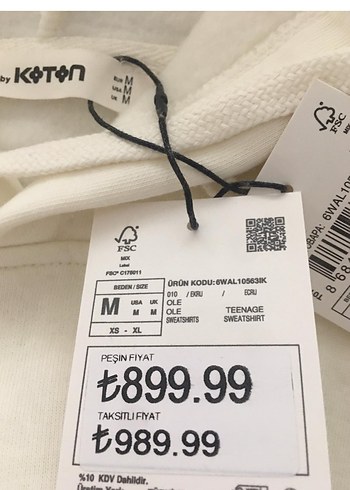 by KOTON
EUR M
USA M
UK M
FSC
MIX
FSC
MIX
Label
FSC® C178011
BEDEN / SIZE
M USA M UK M
XS - XL
ÜRÜN KODU:6WAL10563IK
010 / EKRU / ECRU
OLE
OLE TEENAGE
SWEATSHIRTS SWEATSHIRT
PEŞİN FİYAT
₺899.99
TAKSİTLİ FİYAT
₺989.99
%10 KDV Dahildir.